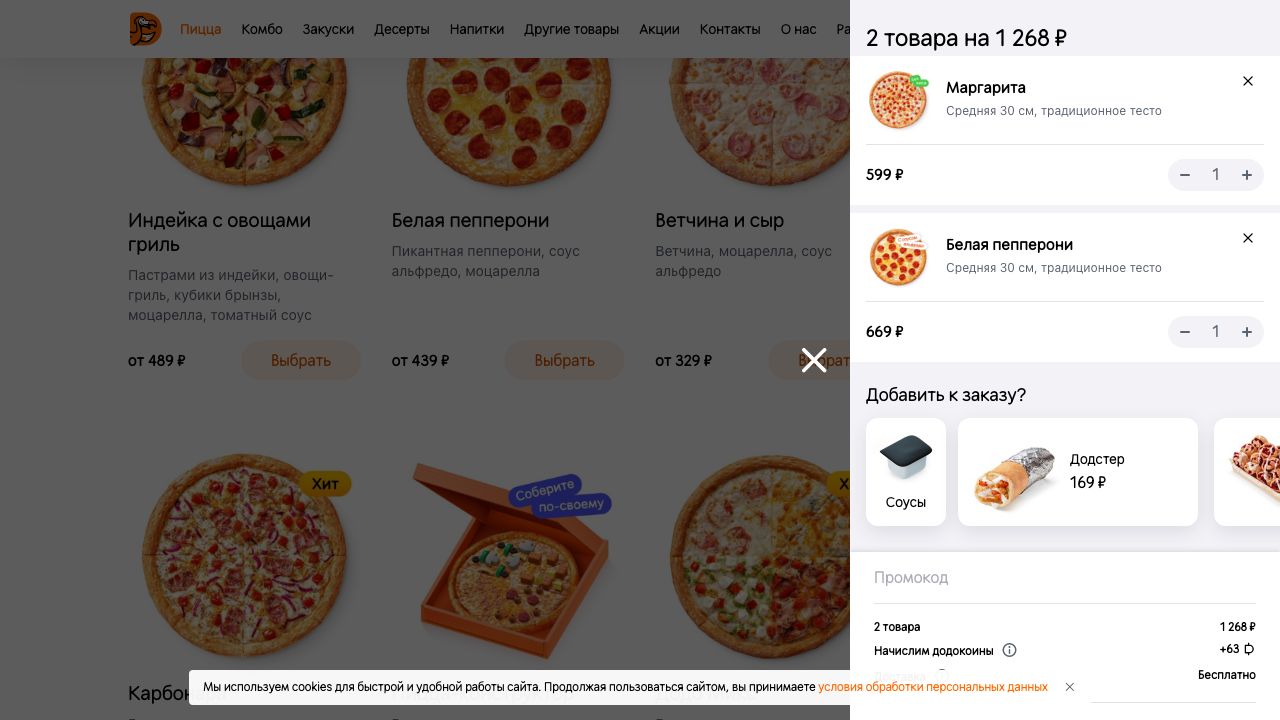 Пицца Комбо Закуски Десерты Напитки Другие товары Акции Контакты О нас Ра
Индейка с овощами
гриль
Пастрами из индейки, овощи-
гриль, кубики брынзы,
моцарелла, томатный соус
от 489 ₽
Выбрать
Белая пепперони
Пикантная пепперони, соус
альфредо, моцарелла
от 439 ₽
Выбрать
Ветчина и сыр
Ветчина, моцарелла, соус
альфредо
от 329 ₽
Выбрат
Хит
Соберите
по-своему
Х
Карбон
2 товара на 1 268 ₽
Маргарита
Средняя 30 см, традиционное тесто
599 ₽
1
Белая пепперони
Средняя 30 см, традиционное тесто
669 ₽
1
Добавить к заказу?
Соусы
Додстер
169 ₽
Промокод
2 товара 1 268 ₽
Начислим додокоины +63
Доставка Бесплатно
Мы используем cookies для быстрой и удобной работы сайта. Продолжая пользоваться сайтом, вы принимаете условия обработки персональных данных